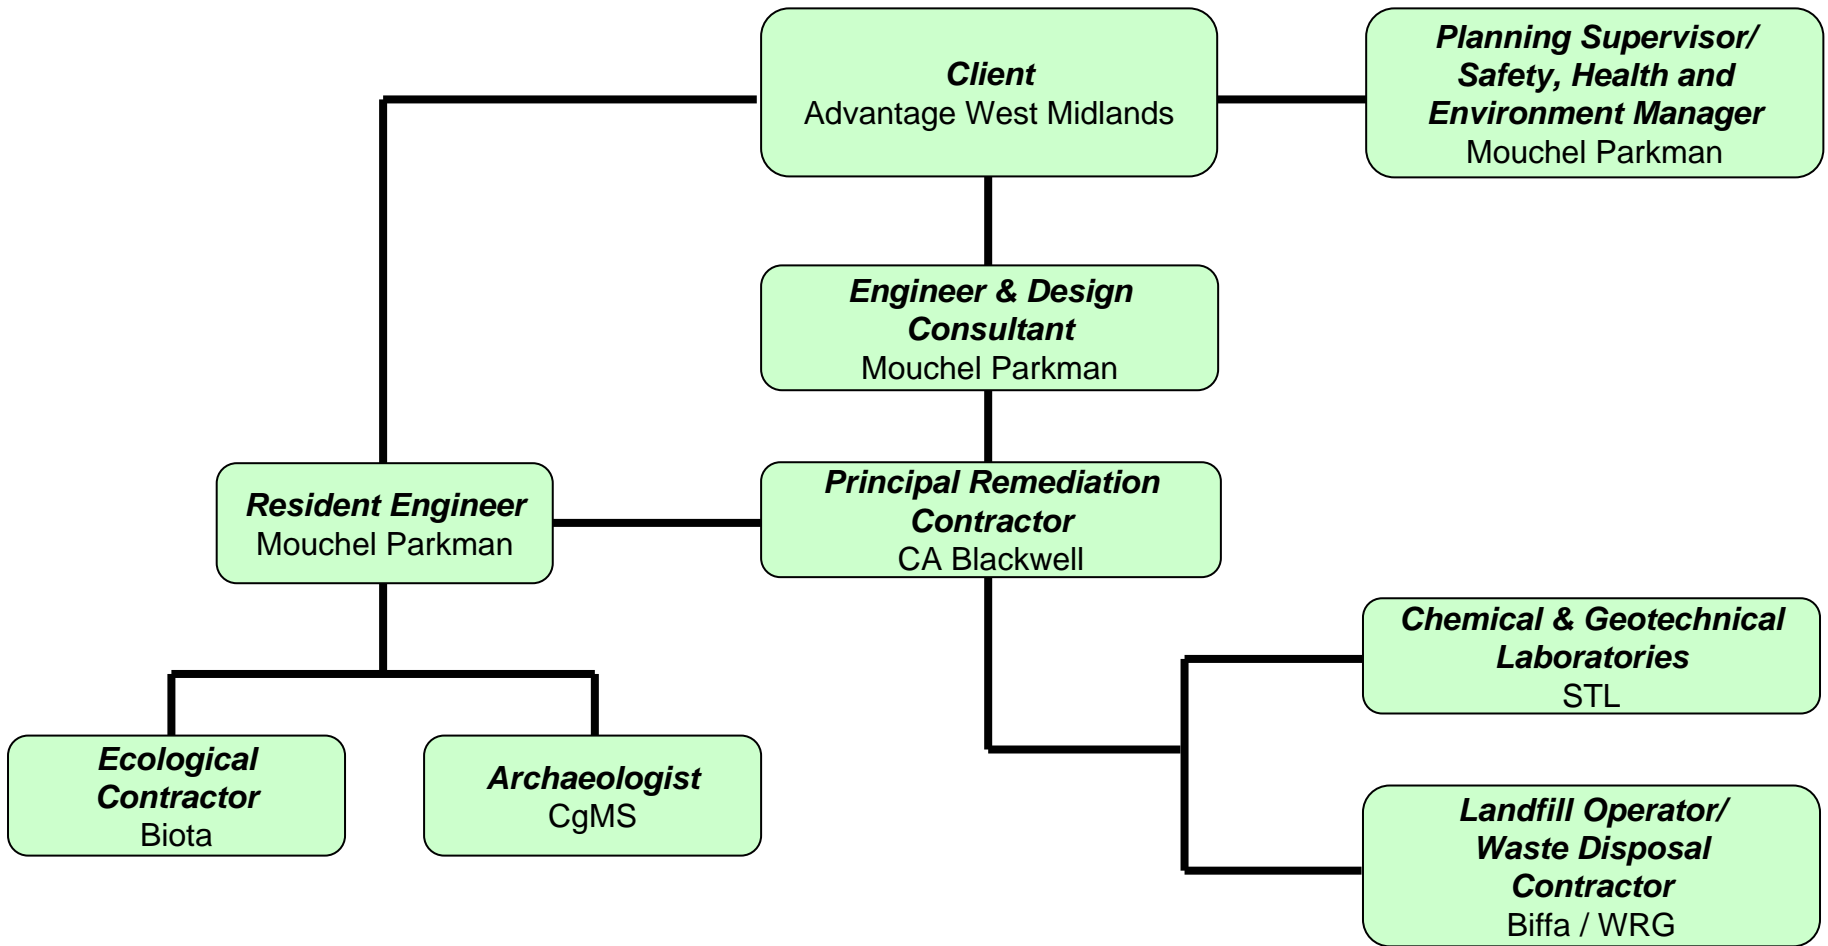 Client
Advantage West Midlands
Planning Supervisor/
Safety, Health and
Environment Manager
Mouchel Parkman
Engineer & Design
Consultant
Mouchel Parkman
Resident Engineer
Mouchel Parkman
Principal Remediation
Contractor
CA Blackwell
Chemical & Geotechnical
Laboratories
STL
Ecological
Contractor
Biota
Archaeologist
CgMS
Landfill Operator/
Waste Disposal
Contractor
Biffa / WRG